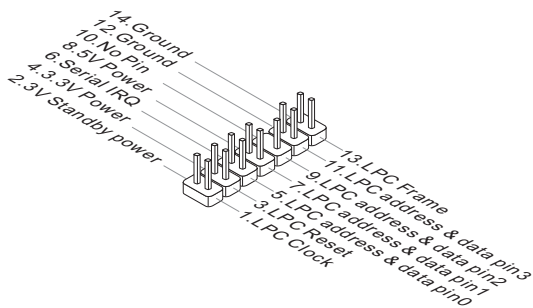 14.Ground
12.Ground
10.No Pin
8.5V Power
6.Serial IRQ
4.3.3V Power
2.3V Standby power
13.LPC Frame
11.LPC address & data pin3
9.LPC address & data pin2
7.LPC address & data pin1
5.LPC address & data pin0
3.LPC Reset
1.LPC Clock